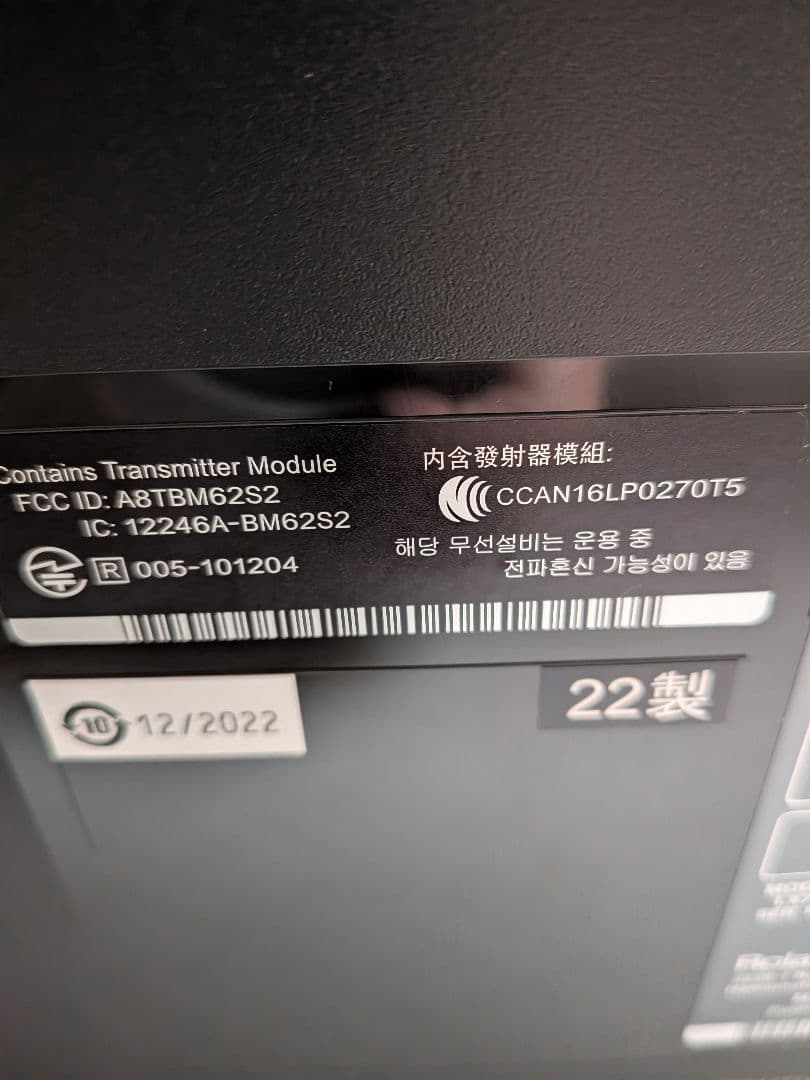 Contains Transmitter Module
FCC ID: A8TBM62S2
IC: 12246A-BM62S2
R 005-101204
内含發射器模組:
CCAN16LP0270T5
해당 무선설비는 운용 중
전파혼신 가능성이 있음
10 12/2022
22製